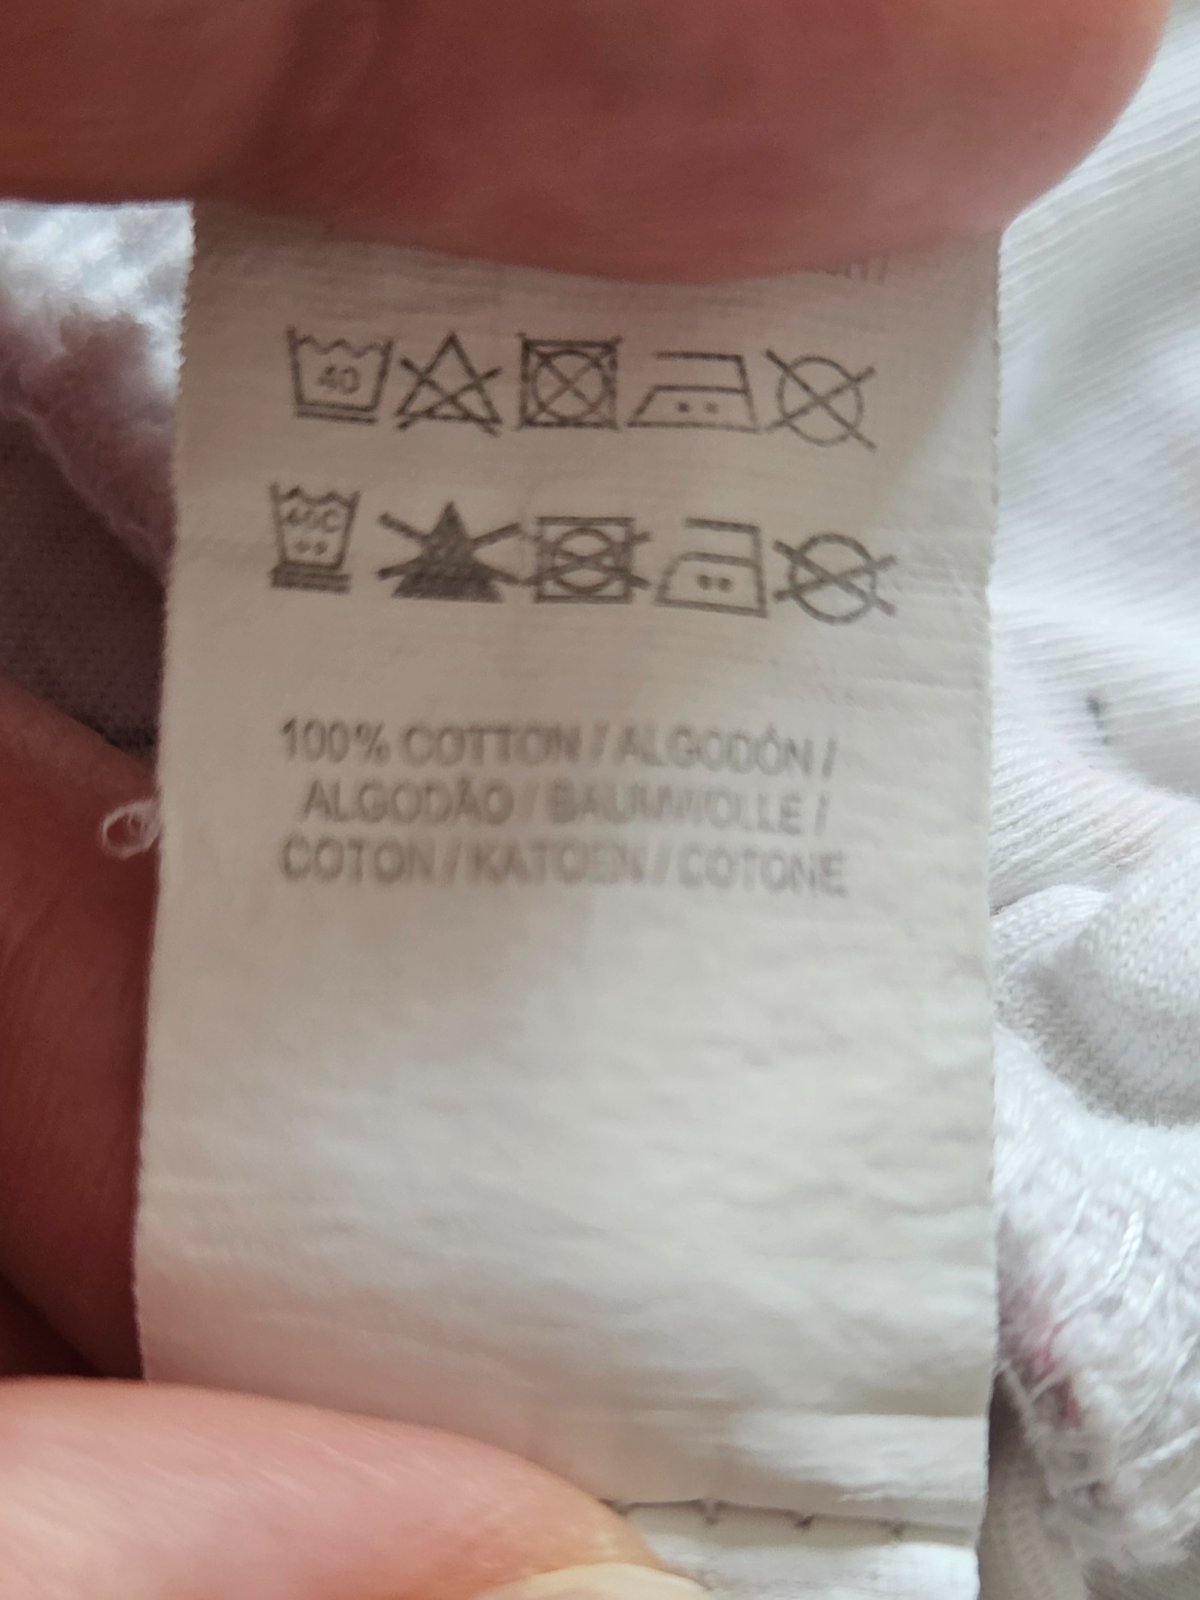 40
40C
100% COTTON / ALGODÓN /
ALGODÃO / BAUMWOLLE /
COTON / KATOEN / COTONE